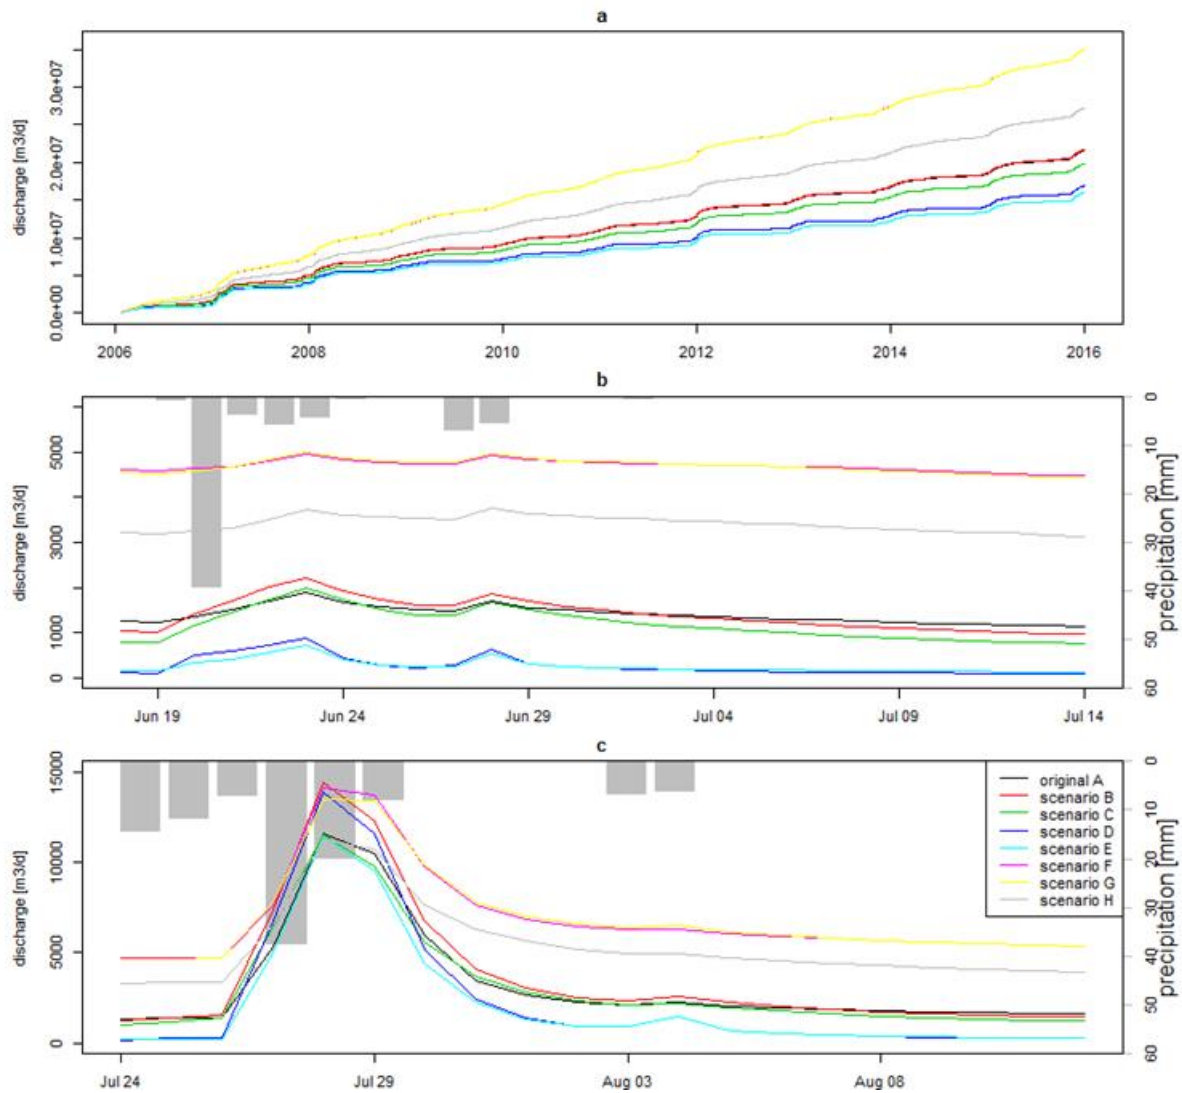 a
discharge [m3/d]
3.0e+07
2.0e+07
1.0e+07
0.0e+00
2006 2008 2010 2012 2014 2016
b
discharge [m3/d]
5000
3000
1000
0
0
10
20
30
40
50
60
precipitation [mm]
Jun 19 Jun 24 Jun 29 Jul 04 Jul 09 Jul 14
c
discharge [m3/d]
15000
10000
5000
0
original A
scenario B
scenario C
scenario D
scenario E
scenario F
scenario G
scenario H
0
10
20
30
40
50
60
precipitation [mm]
Jul 24 Jul 29 Aug 03 Aug 08